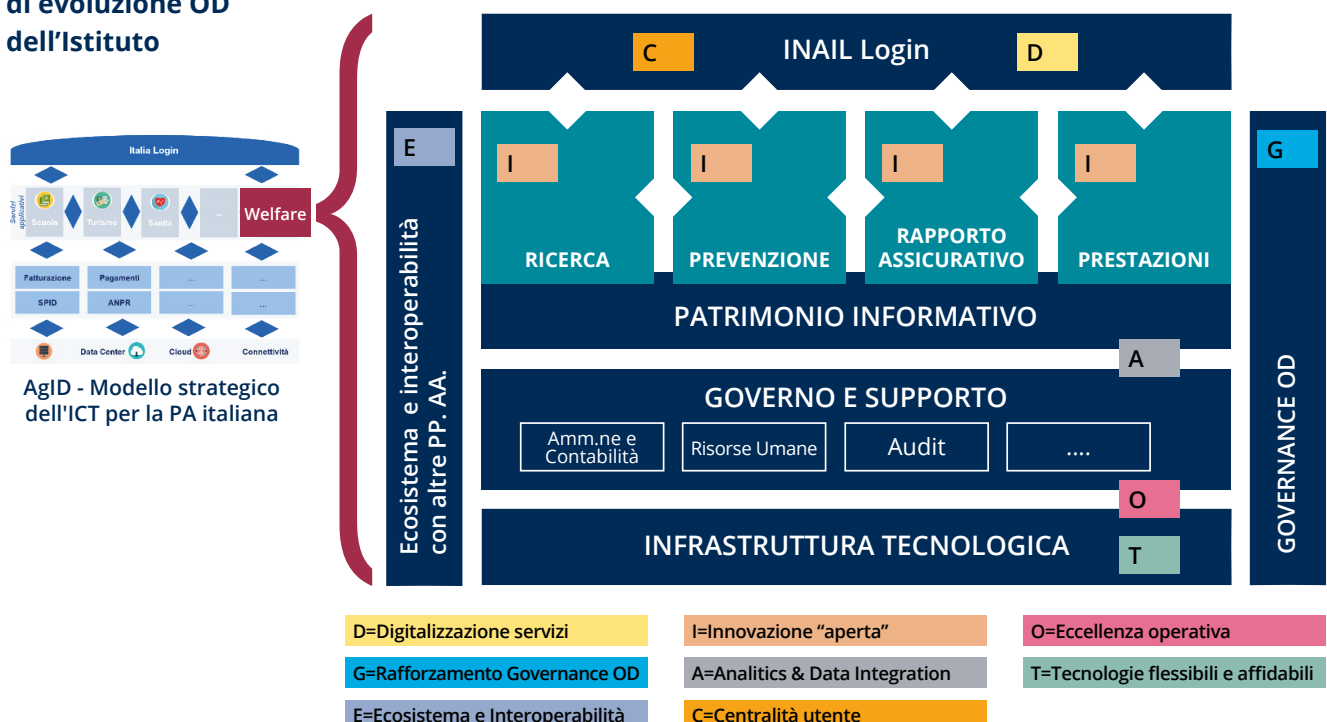 di evoluzione OD
dell'Istituto
Italia Login
Servizi
applicativi
Scuola
Turismo
Sanità
...
Welfare
Fatturazione
Pagamenti
...
...
SPID
ANPR
...
...
Data Center
Cloud
Connettività
AgID - Modello strategico
dell'ICT per la PA italiana
C
INAIL Login
D
E
Ecosistema e interoperabilità
con altre PP. AA.
I
I
I
I
RICERCA
PREVENZIONE
RAPPORTO
ASSICURATIVO
PRESTAZIONI
PATRIMONIO INFORMATIVO
A
GOVERNO E SUPPORTO
Amm.ne e
Contabilità
Risorse Umane
Audit
....
O
INFRASTRUTTURA TECNOLOGICA
T
G
GOVERNANCE OD
D=Digitalizzazione servizi
I=Innovazione “aperta”
O=Eccellenza operativa
G=Rafforzamento Governance OD
A=Analitics & Data Integration
T=Tecnologie flessibili e affidabili
E=Ecosistema e Interoperabilità
C=Centralità utente